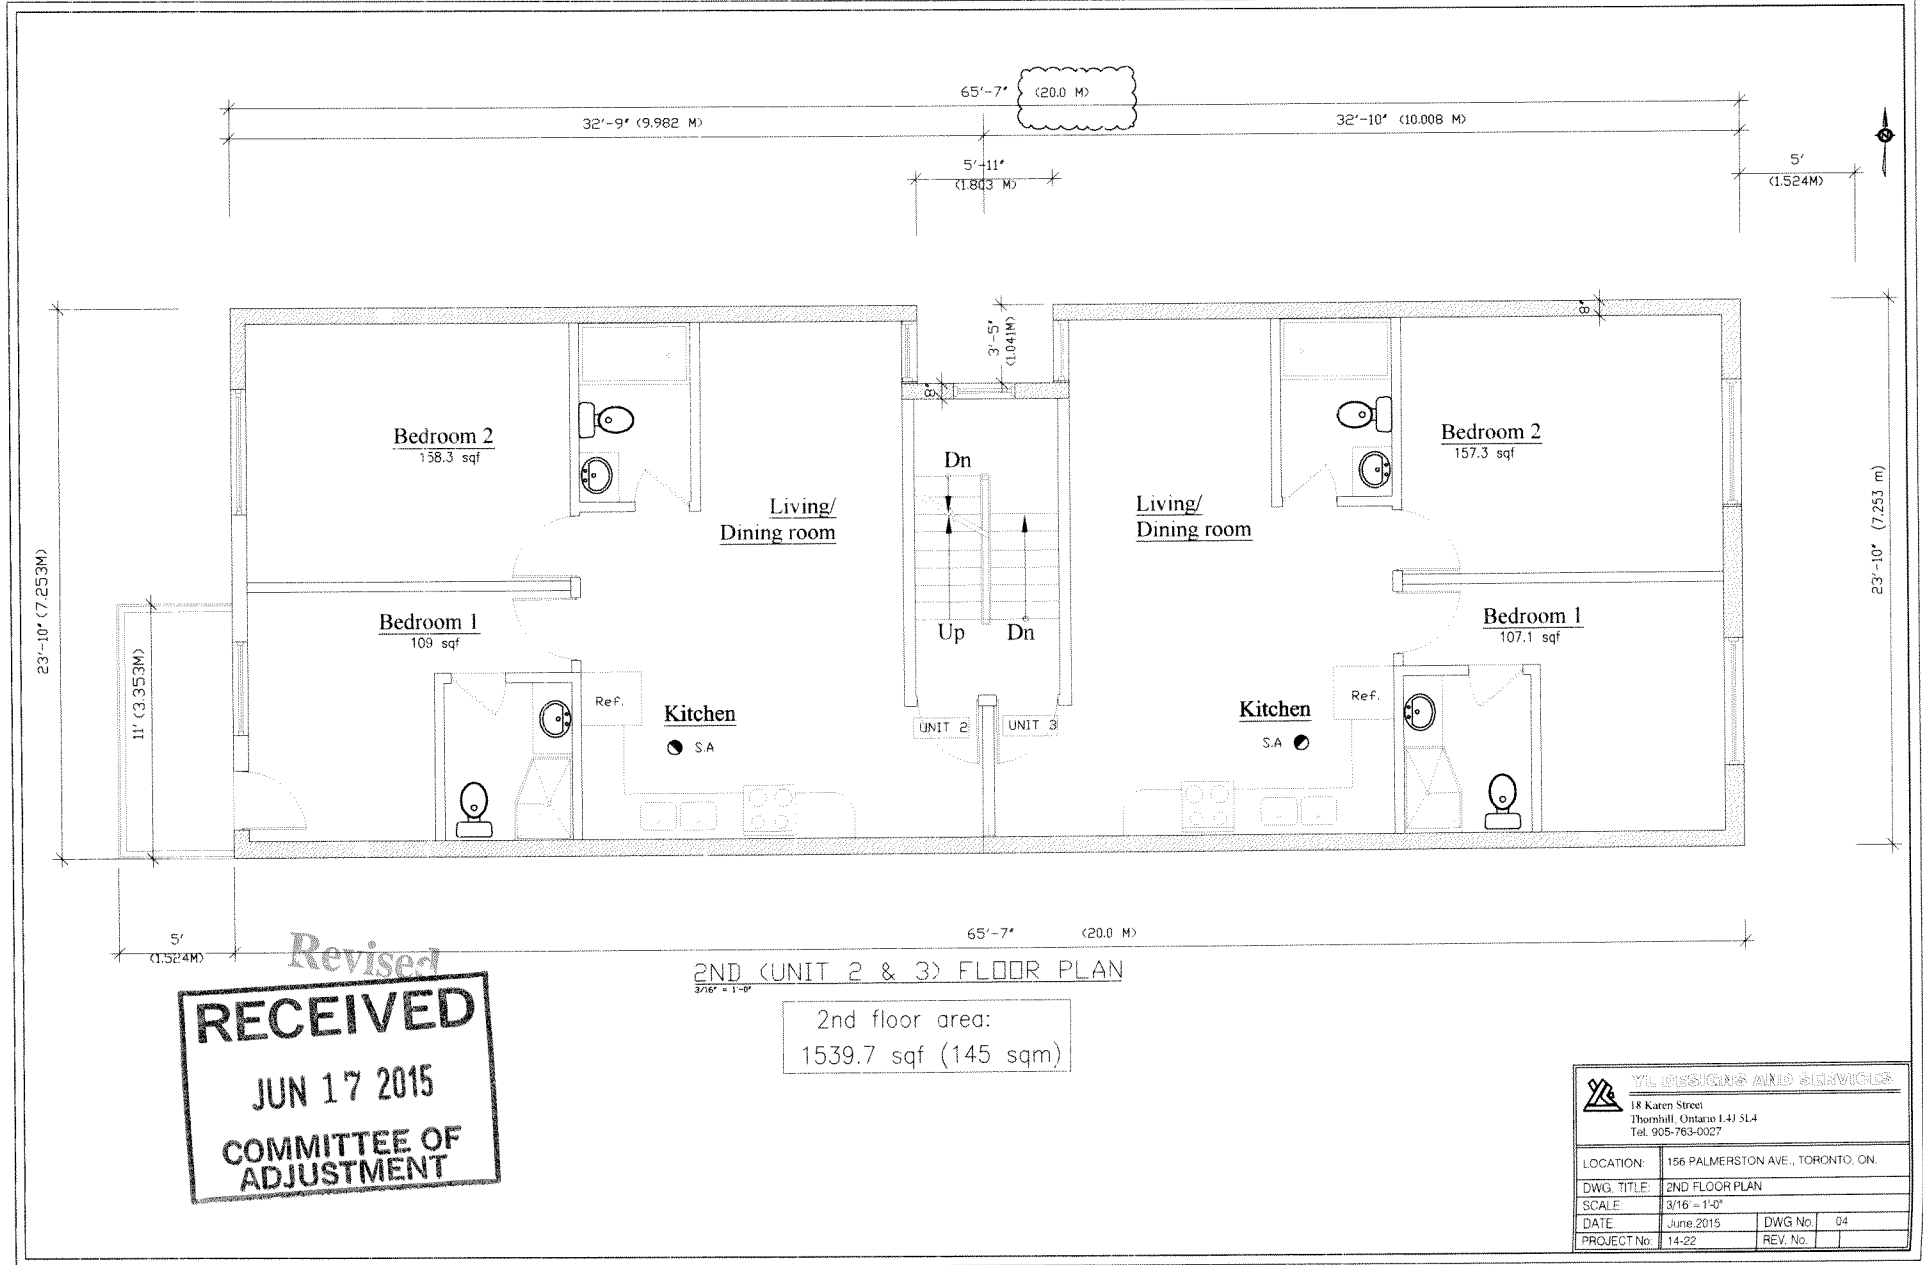 65'-7" (20.0 M)
32'-9" (9.982 M)
32'-10" (10.008 M)
5'-11"
(1.803 M)
5'
(1.524M)
N
3'-5"
(1.041M)
8"
8"
23'-10" (7.253M)
23'-10" (7.253 m)
11' (3.353M)
Bedroom 2
158.3 sqf
Bedroom 2
157.3 sqf
Dn
Living/
Dining room
Living/
Dining room
Bedroom 1
109 sqf
Up
Dn
Bedroom 1
107.1 sqf
Ref.
Kitchen
S.A
UNIT 2
UNIT 3
Kitchen
S.A
Ref.
5'
(1.524M)
65'-7" (20.0 M)
2ND (UNIT 2 & 3) FLOOR PLAN
3/16" = 1'-0"
2nd floor area:
1539.7 sqf (145 sqm)
Revised
RECEIVED
JUN 17 2015
COMMITTEE OF
ADJUSTMENT
YL DESIGNS AND SERVICES
18 Karen Street
Thornhill, Ontario L4J 5L4
Tel. 905-763-0027
LOCATION: 156 PALMERSTON AVE., TORONTO, ON.
DWG. TITLE: 2ND FLOOR PLAN
SCALE: 3/16"=1'-0"
DATE: June.2015 DWG No. 04
PROJECT No: 14-22 REV. No.